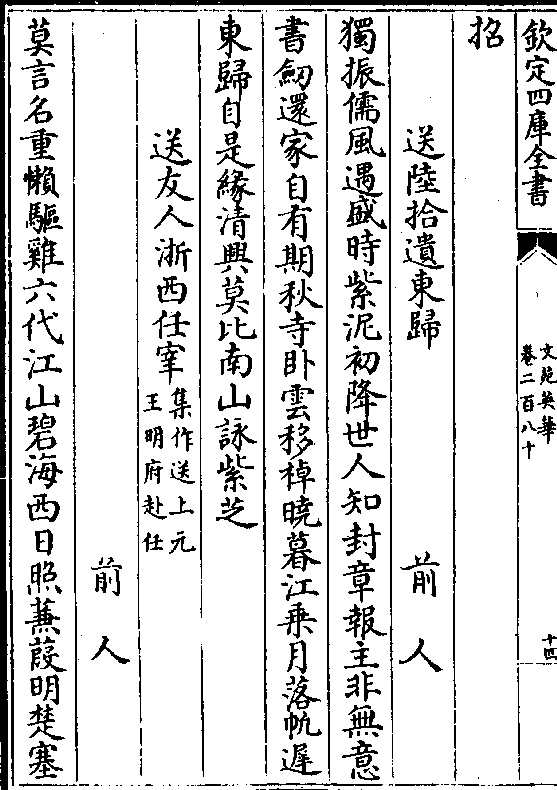 欽定四庫全書
文苑英華
卷二百八十
十四
招
送陸拾遺東歸 前人
獨振儒風遇盛時紫泥初降世人知封章報主非無意
書劒還家自有期秋寺卧雲移棹曉暮江乗月落帆遲
東歸自是緣清興莫比南山詠紫芝
送友人浙西任宰 集作送上元
王明府赴任
前人
莫言名重懶驅雞六代江山碧海西日照蒹葭明楚塞